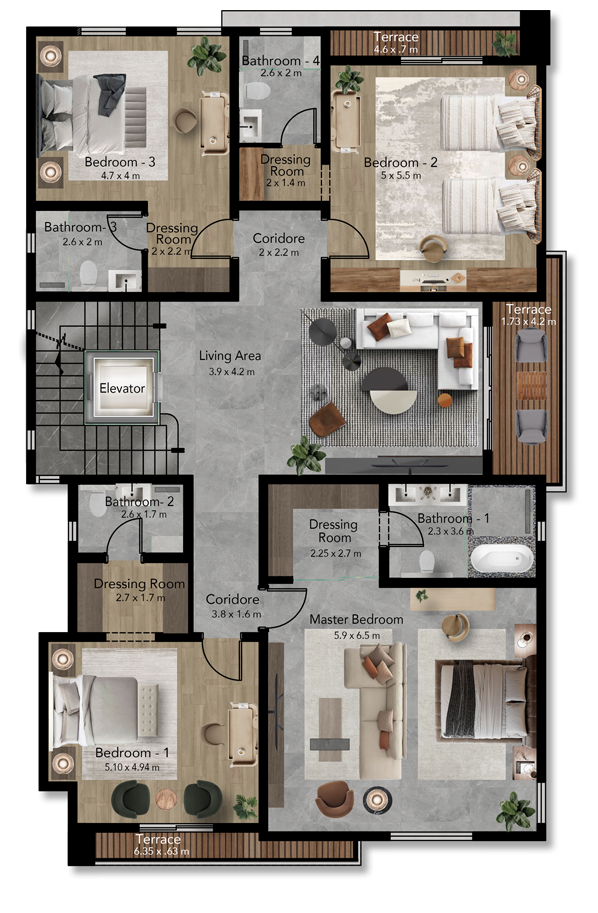 Terrace
4.6 x .7 m
Bathroom - 4
2.6 x 2 m
Bedroom - 3
4.7 x 4 m
Dressing
Room
2 x 1.4 m
Bedroom - 2
5 x 5.5 m
Bathroom- 3
2.6 x 2 m
Dressing
Room
2 x 2.2 m
Coridore
2 x 2.2 m
Terrace
1.73 x 4.2 m
Living Area
3.9 x 4.2 m
Elevator
Bathroom- 2
2.6 x 1.7 m
Dressing
Room
2.25 x 2.7 m
Bathroom - 1
2.3 x 3.6 m
Dressing Room
2.7 x 1.7 m
Coridore
3.8 x 1.6 m
Master Bedroom
5.9 x 6.5 m
Bedroom - 1
5.10 x 4.94 m
Terrace
6.35 x .63 m